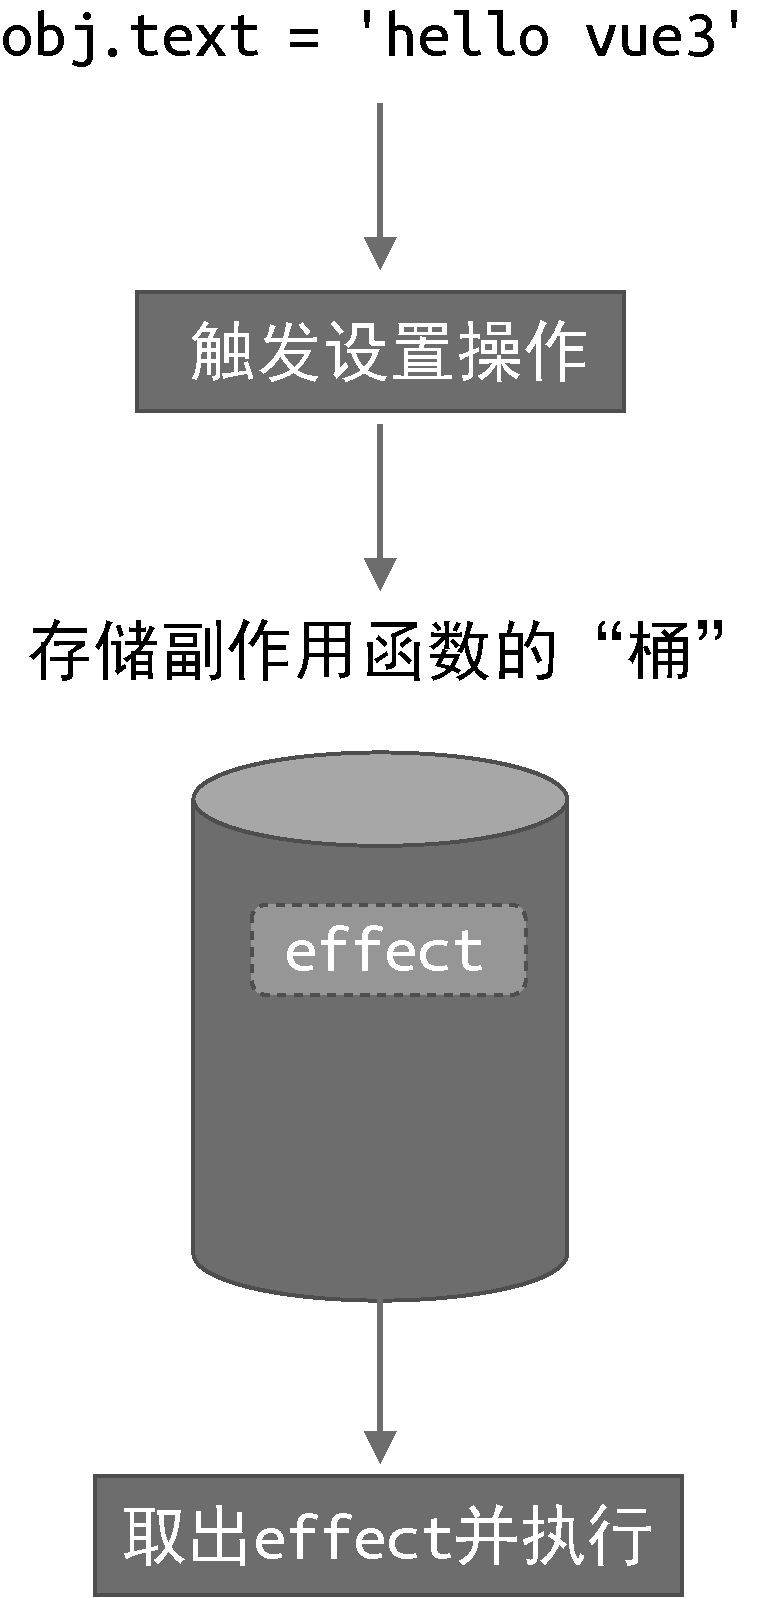 obj.text = 'hello vue3'
触发设置操作
存储副作用函数的“桶”
effect
取出effect并执行